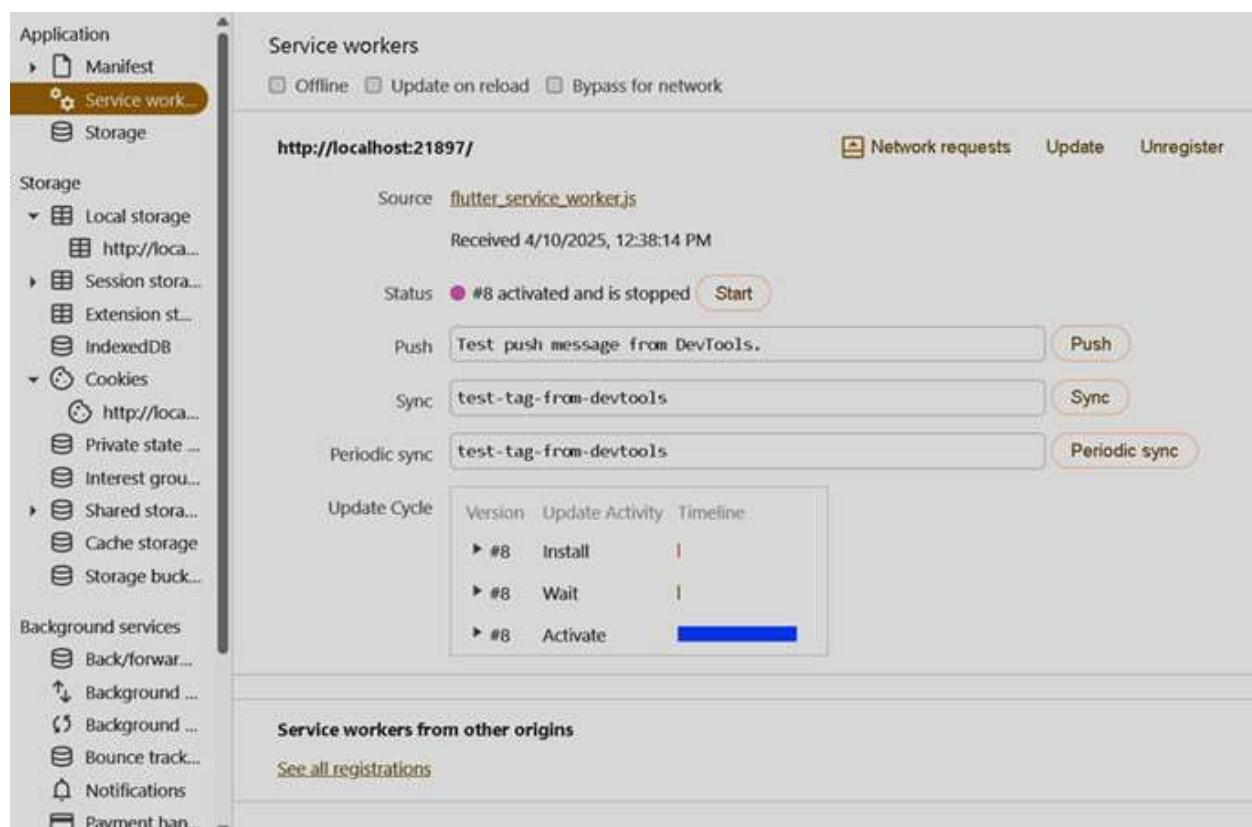 Application
Manifest
Service work...
Storage
Storage
Local storage
http://loca...
Session stora...
Extension st...
IndexedDB
Cookies
http://loca...
Private state ...
Interest grou...
Shared stora...
Cache storage
Storage buck...
Background services
Back/forwar...
Background ...
Background ...
Bounce track...
Notifications
Payment han...
Service workers
Offline Update on reload Bypass for network
http://localhost:21897/ Network requests Update Unregister
Source flutter_service_worker.js
Received 4/10/2025, 12:38:14 PM
Status #8 activated and is stopped Start
Push Test push message from DevTools. Push
Sync test-tag-from-devtools Sync
Periodic sync test-tag-from-devtools Periodic sync
Update Cycle Version Update Activity Timeline
#8 Install
#8 Wait
#8 Activate
Service workers from other origins
See all registrations